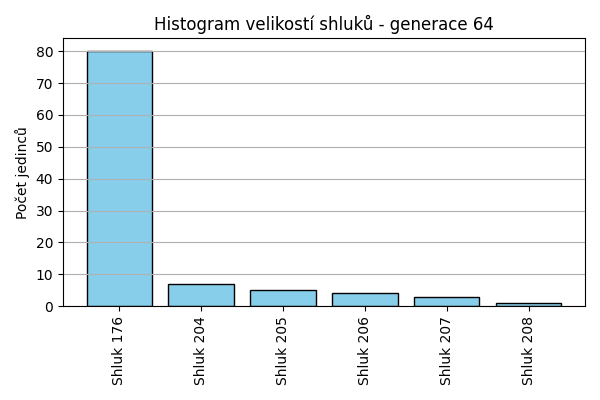 Histogram velikostí shluků - generace 64
Počet jedinců
80
70
60
50
40
30
20
10
0
Shluk 176
Shluk 204
Shluk 205
Shluk 206
Shluk 207
Shluk 208